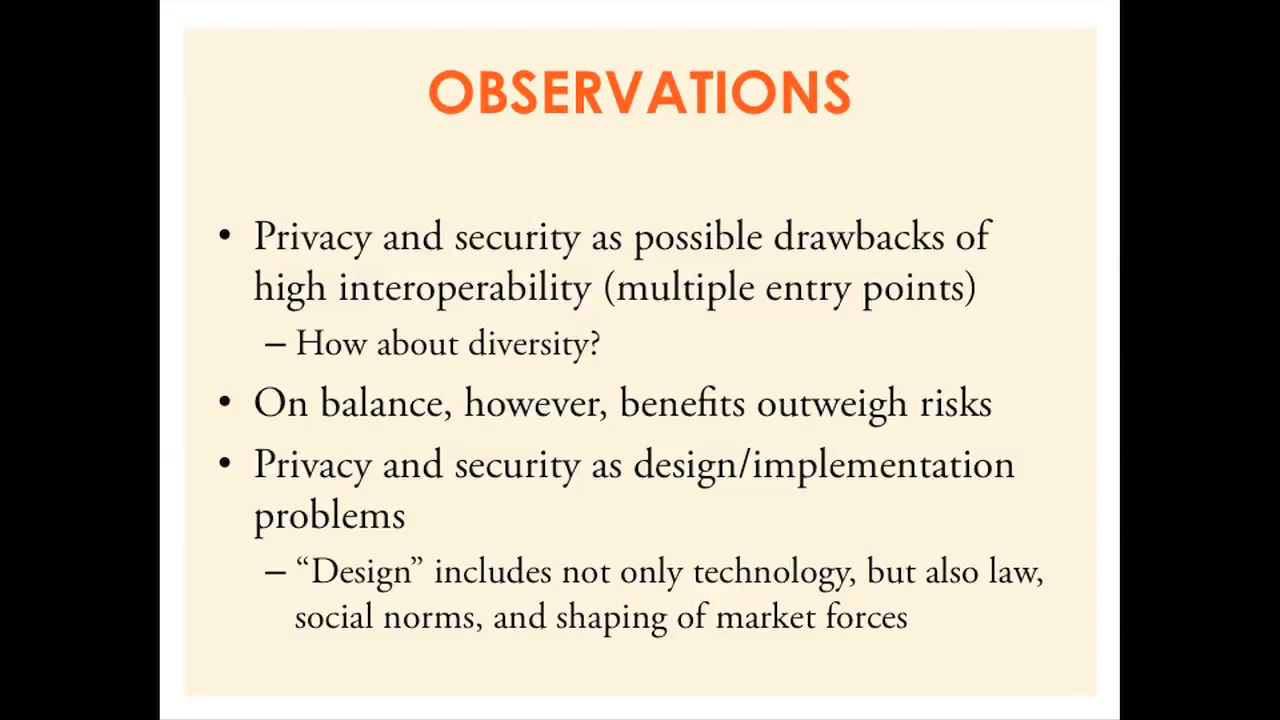 OBSERVATIONS
• Privacy and security as possible drawbacks of
high interoperability (multiple entry points)
– How about diversity?
• On balance, however, benefits outweigh risks
• Privacy and security as design/implementation
problems
– “Design” includes not only technology, but also law,
social norms, and shaping of market forces